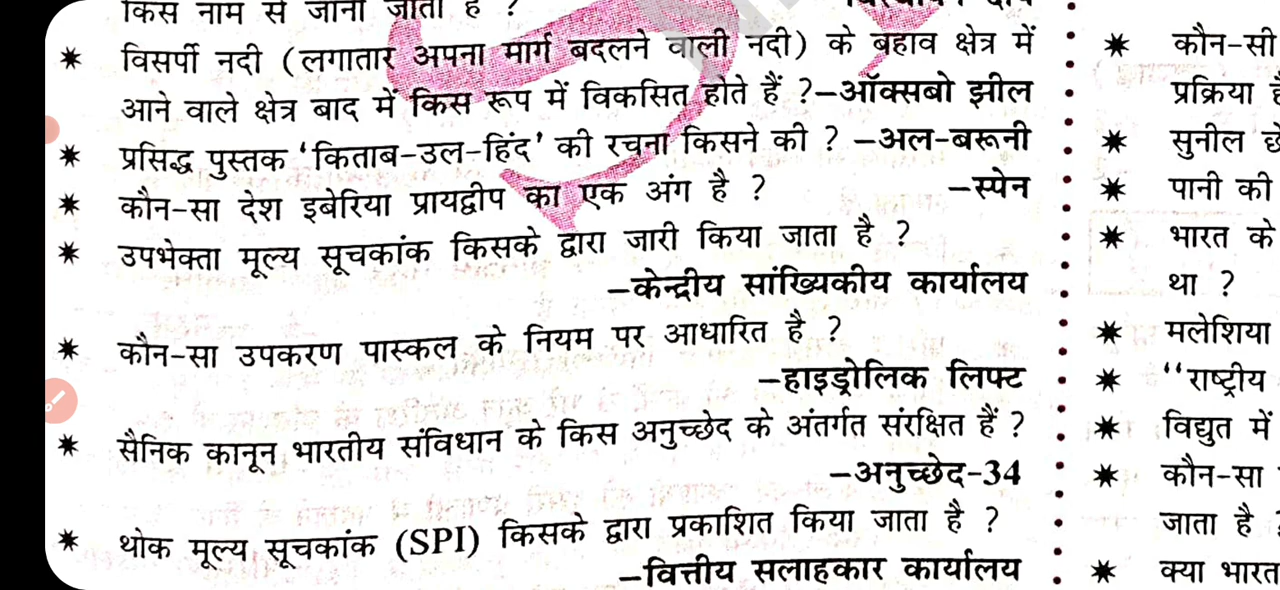 किस नाम से जाना जाता है ?
* विसर्पी नदी (लगातार अपना मार्ग बदलने वाली नदी) के बहाव क्षेत्र में
आने वाले क्षेत्र बाद में किस रूप में विकसित होते हैं ?–ऑक्सबो झील
* प्रसिद्ध पुस्तक ‘किताब-उल-हिंद’ की रचना किसने की ? –अल-बरूनी
* कौन-सा देश इबेरिया प्रायद्वीप का एक अंग है ? –स्पेन
* उपभेक्ता मूल्य सूचकांक किसके द्वारा जारी किया जाता है ?
–केन्द्रीय सांख्यिकीय कार्यालय
* कौन-सा उपकरण पास्कल के नियम पर आधारित है ?
–हाइड्रोलिक लिफ्ट
* सैनिक कानून भारतीय संविधान के किस अनुच्छेद के अंतर्गत संरक्षित हैं ?
–अनुच्छेद-34
* थोक मूल्य सूचकांक (SPI) किसके द्वारा प्रकाशित किया जाता है ?
–वित्तीय सलाहकार कार्यालय
* कौन-सी
प्रक्रिया
* सुनील
* पानी की
* भारत के
था ?
* मलेशिया
* “राष्ट्रीय
* विद्युत में
* कौन-सा
जाता है
* क्या भारत